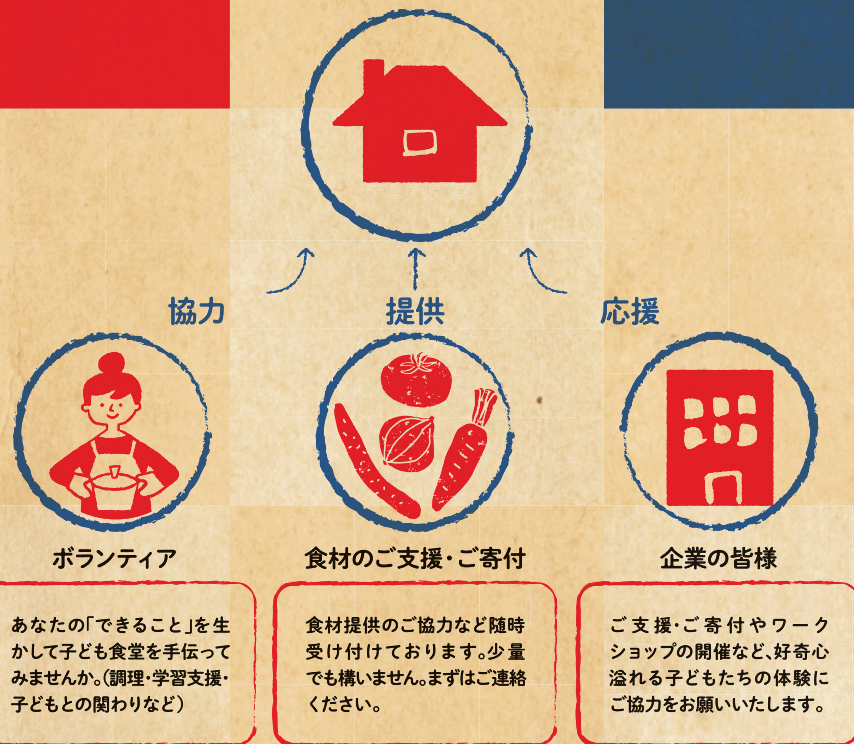 協力
提供
応援
ボランティア
食材のご支援・ご寄付
企業の皆様
あなたの「できること」を生
かして子ども食堂を手伝って
みませんか。(調理・学習支援・
子どもとの関わりなど)
食材提供のご協力など随時
受け付けております。少量
でも構いません。まずはご連絡
ください。
ご支援・ご寄付やワーク
ショップの開催など、好奇心
溢れる子どもたちの体験に
ご協力をお願いいたします。